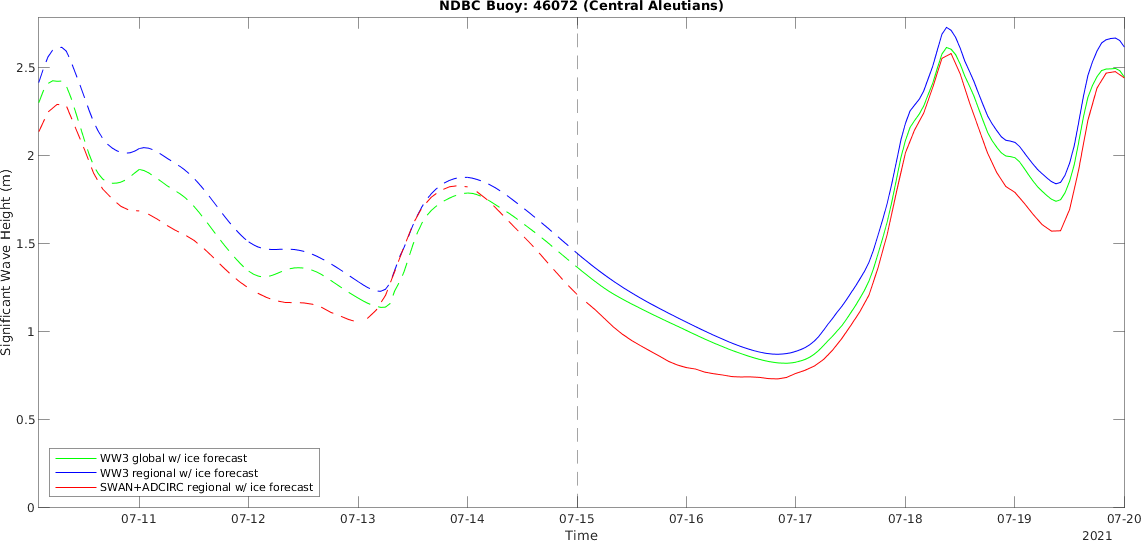 NDBC Buoy: 46072 (Central Aleutians)
Significant Wave Height (m)
2.5
2
1.5
1
0.5
0
WW3 global w/ ice forecast
WW3 regional w/ ice forecast
SWAN+ADCIRC regional w/ ice forecast
07-11 07-12 07-13 07-14 07-15 07-16 07-17 07-18 07-19 07-20
Time
2021